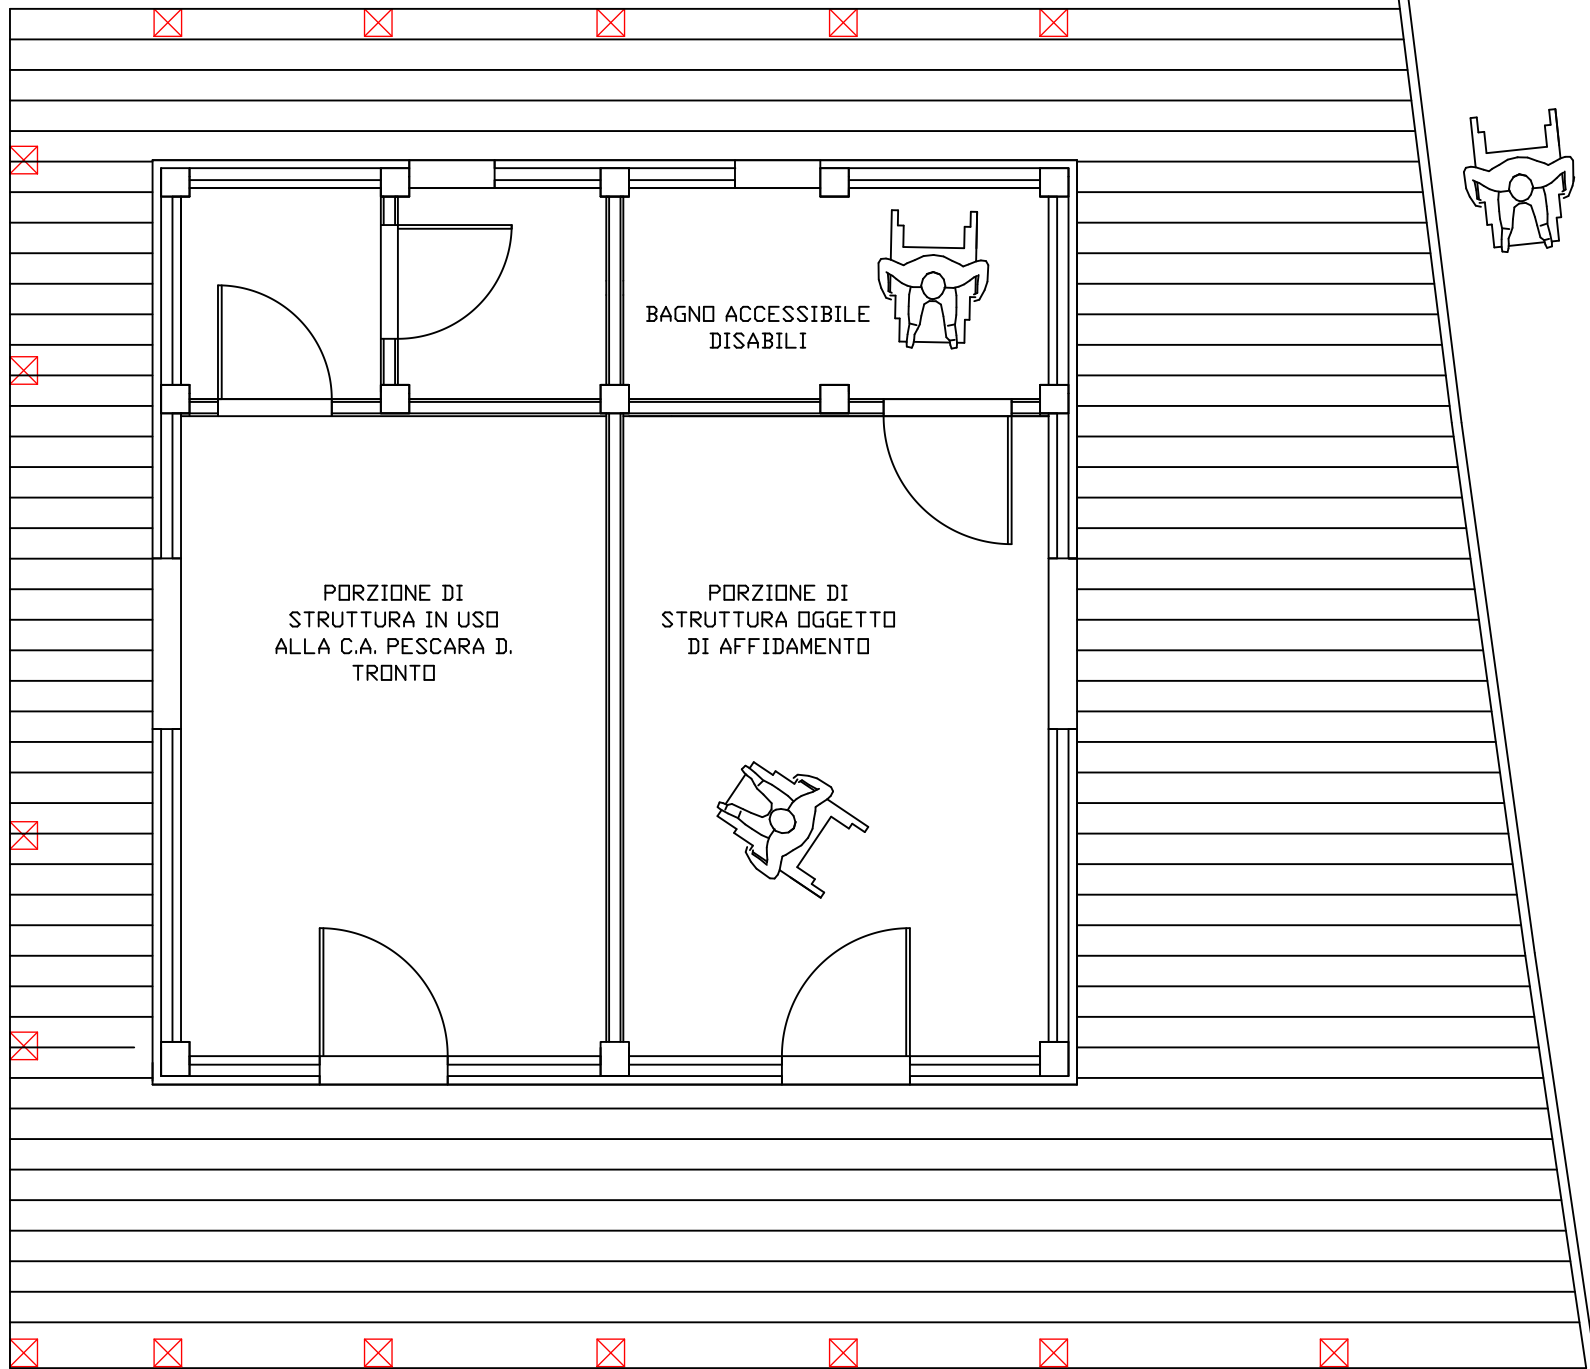 BAGNO ACCESSIBILE
DISABILI
PORZIONE DI
STRUTTURA IN USO
ALLA C.A. PESCARA D.
TRONTO
PORZIONE DI
STRUTTURA OGGETTO
DI AFFIDAMENTO